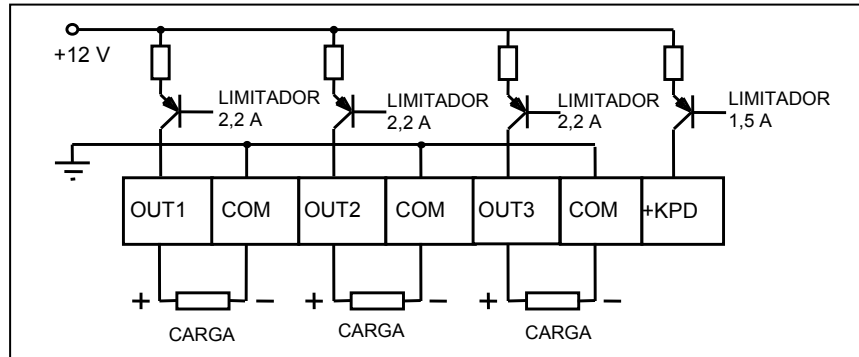 +12 V
LIMITADOR
2,2 A
LIMITADOR
2,2 A
LIMITADOR
2,2 A
LIMITADOR
1,5 A
OUT1
COM
OUT2
COM
OUT3
COM
+KPD
+ −
CARGA
+ −
CARGA
+ −
CARGA